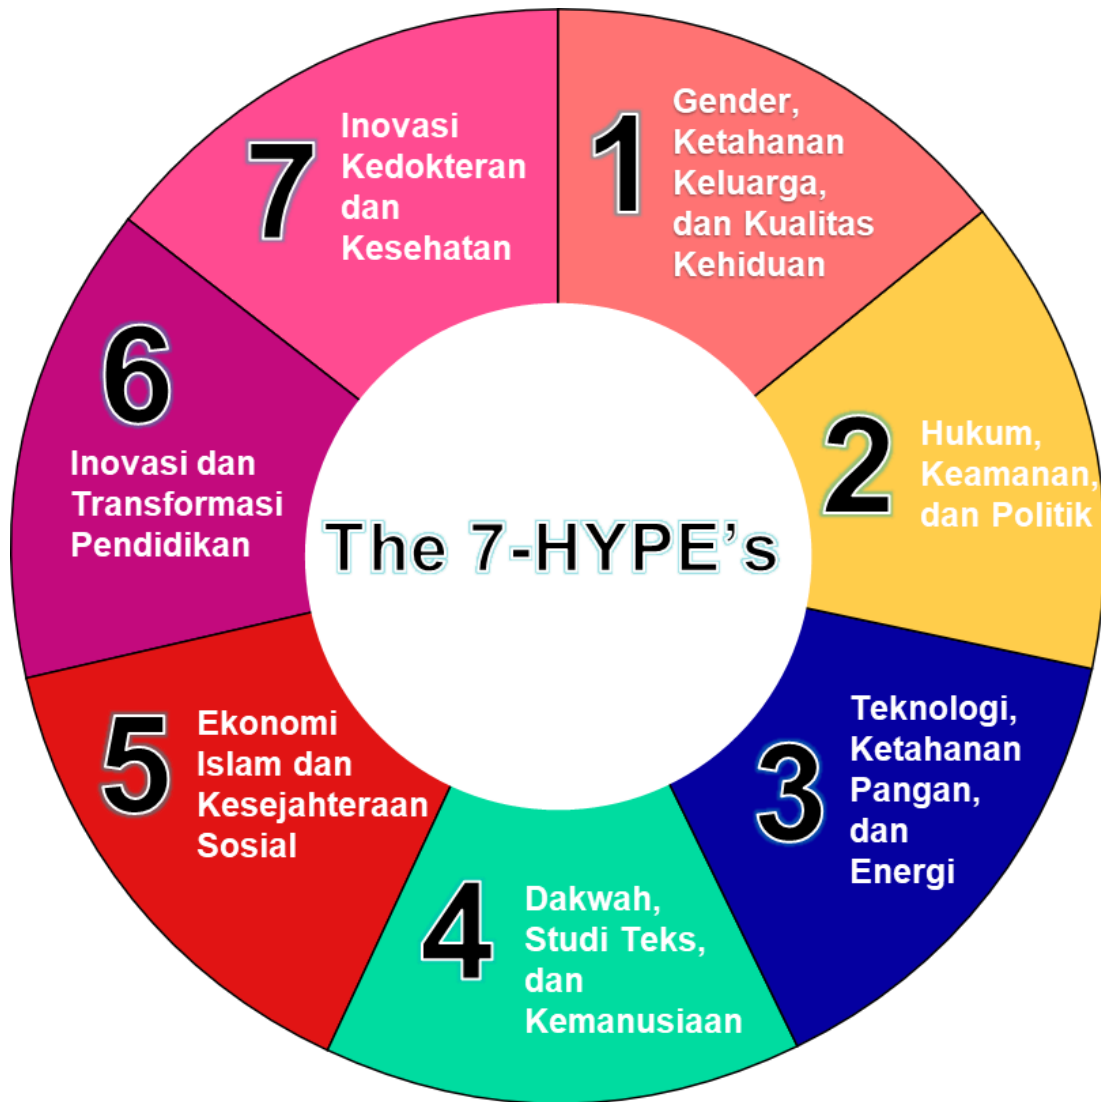 The 7-HYPE's
1
Gender,
Ketahanan
Keluarga,
dan Kualitas
Kehiduan
2
Hukum,
Keamanan,
dan Politik
3
Teknologi,
Ketahanan
Pangan,
dan
Energi
4
Dakwah,
Studi Teks,
dan
Kemanusiaan
5
Ekonomi
Islam dan
Kesejahteraan
Sosial
6
Inovasi dan
Transformasi
Pendidikan
7
Inovasi
Kedokteran
dan
Kesehatan